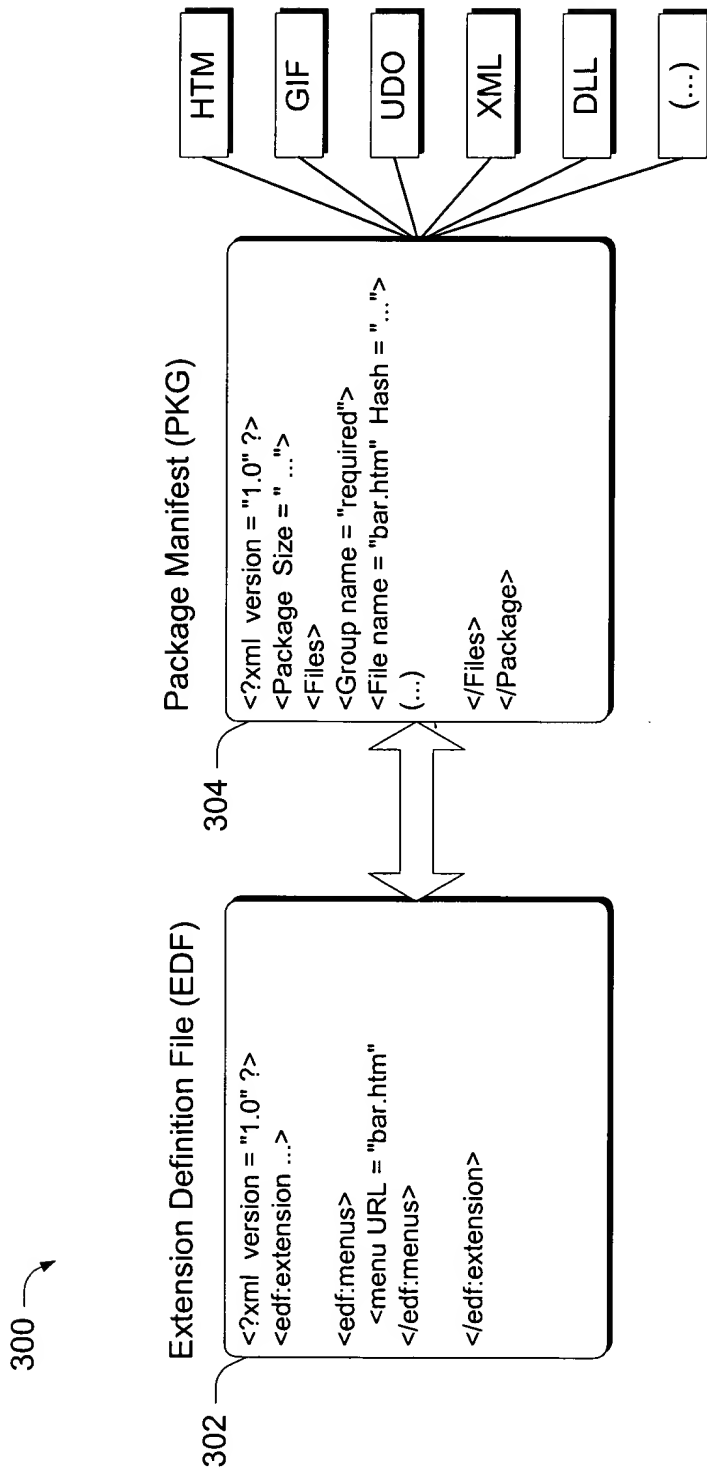 300
Extension Definition File (EDF)
302
<?xml version = "1.0" ?>
<edf:extension ...>
<edf:menus>
<menu URL = "bar.htm"
</edf:menus>
</edf:extension>
Package Manifest (PKG)
304
<?xml version = "1.0" ?>
<Package Size = " ...">
<Files>
<Group name = "required">
<File name = "bar.htm" Hash = "...">
(...)
</Files>
</Package>
HTM
GIF
UDO
XML
DLL
(...)